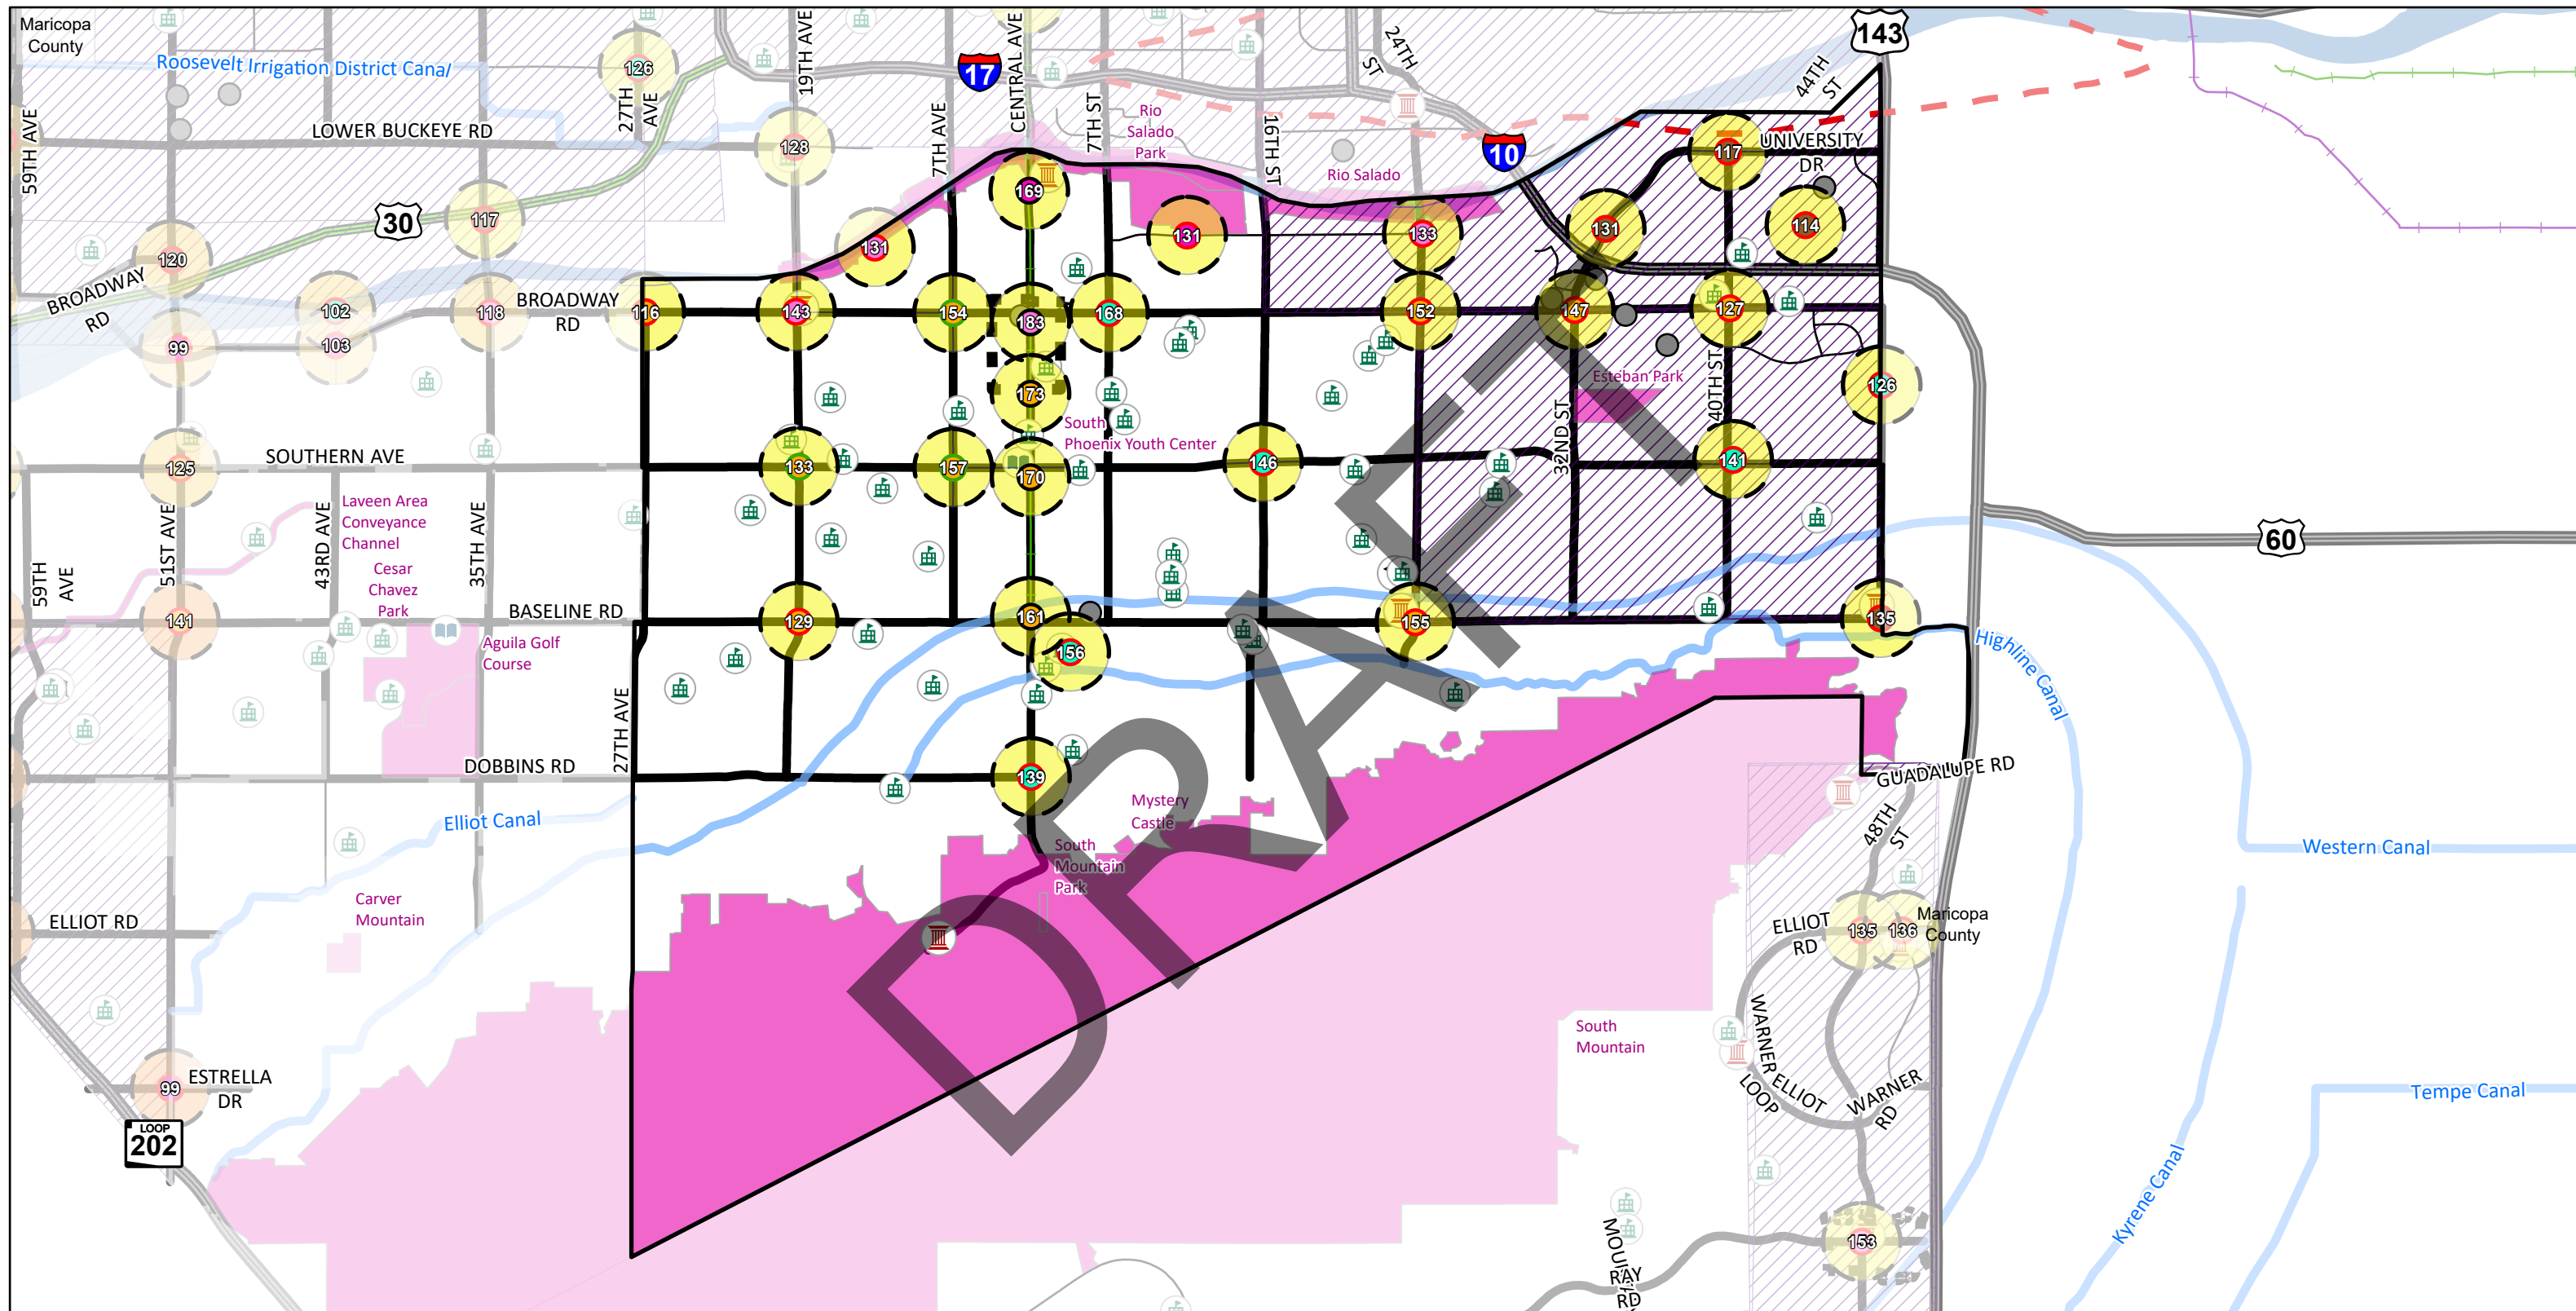 Maricopa
County
Roosevelt Irrigation District Canal
126
27TH
AVE
19TH AVE
17
CENTRAL AVE
7TH AVE
7TH ST
24TH
ST
143
44TH
ST
59TH AVE
LOWER BUCKEYE RD
128
Rio
Salado
Park
16TH ST
10
Rio Salado
117
UNIVERSITY
DR
30
117
120
169
131
131
133
131
114
BROADWAY
RD
102
103
118
BROADWAY
RD
99
116
143
154
183
168
152
147
127
173
South
Phoenix Youth Center
Esteban Park
40TH ST
126
32ND ST
125
SOUTHERN AVE
133
157
170
146
141
Laveen Area
Conveyance
Channel
51ST AVE
43RD AVE
35TH AVE
60
59TH
AVE
Cesar
Chavez
Park
141
BASELINE RD
129
161
156
155
135
Aguila Golf
Course
Highline Canal
27TH AVE
DOBBINS RD
139
GUADALUPE RD
Mystery
Castle
48TH
ST
Elliot Canal
South
Mountain
Park
Western Canal
Carver
Mountain
ELLIOT RD
ELLIOT
RD
135
136
Maricopa
County
South
Mountain
WARNER
ELLIOT
LOOP
WARNER
RD
99
ESTRELLA
DR
Tempe Canal
LOOP
202
Kyrene Canal
153
RAY
RD
DRAFT